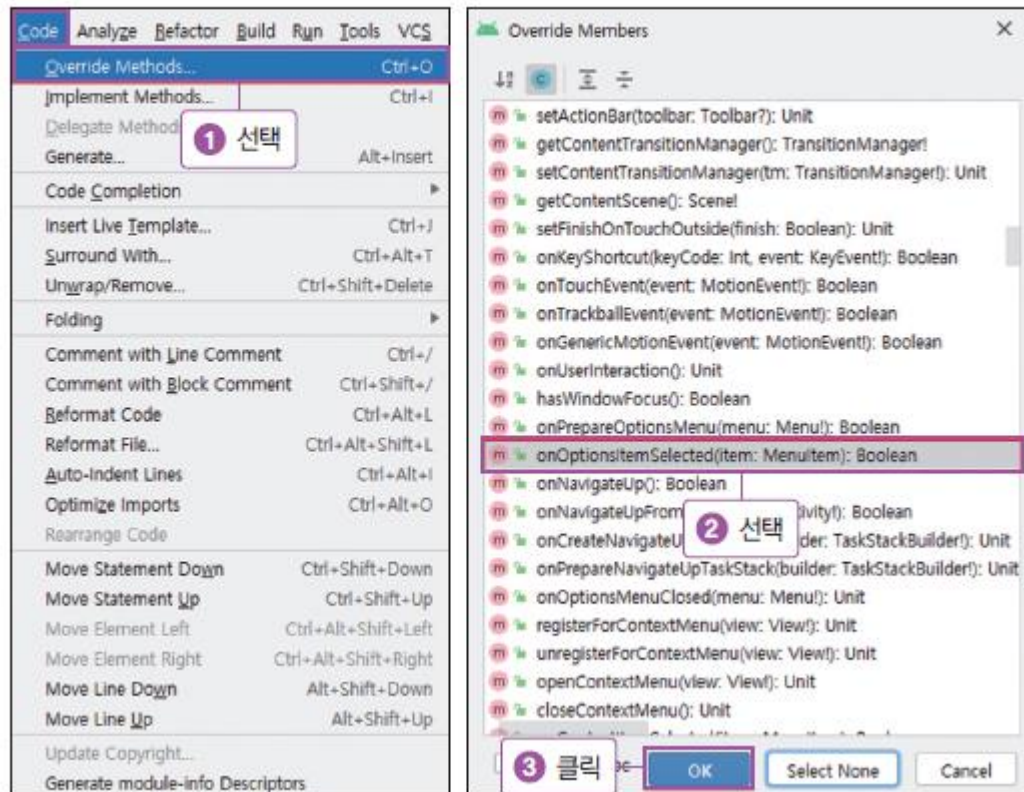 Code Analyze Refactor Build Run Tools VCS
Override Methods... Ctrl+O
Implement Methods... Ctrl+I
Delegate Method
1 선택
Generate... Alt+Insert
Code Completion
Insert Live Template... Ctrl+J
Surround With... Ctrl+Alt+T
Unwrap/Remove... Ctrl+Shift+Delete
Folding
Comment with Line Comment Ctrl+/
Comment with Block Comment Ctrl+Shift+/
Reformat Code Ctrl+Alt+L
Reformat File... Ctrl+Alt+Shift+L
Auto-Indent Lines Ctrl+Alt+I
Optimize Imports Ctrl+Alt+O
Rearrange Code
Move Statement Down Ctrl+Shift+Down
Move Statement Up Ctrl+Shift+Up
Move Element Left Ctrl+Alt+Shift+Left
Move Element Right Ctrl+Alt+Shift+Right
Move Line Down Alt+Shift+Down
Move Line Up Alt+Shift+Up
Update Copyright...
Generate module-info Descriptors
Override Members
setActionBar(toolbar: Toolbar?): Unit
getContentTransitionManager(): TransitionManager!
setContentTransitionManager(tm: TransitionManager!): Unit
getContentScene(): Scene!
setFinishOnTouchOutside(finish: Boolean): Unit
onKeyShortcut(keyCode: Int, event: KeyEvent!): Boolean
onTouchEvent(event: MotionEvent!): Boolean
onTrackballEvent(event: MotionEvent!): Boolean
onGenericMotionEvent(event: MotionEvent!): Boolean
onUserInteraction(): Unit
hasWindowFocus(): Boolean
onPrepareOptionsMenu(menu: Menu!): Boolean
onOptionsItemSelected(item: MenuItem): Boolean
onNavigateUp(): Boolean
onNavigateUpFrom ivity!): Boolean
2 선택
onCreateNavigateU der: TaskStackBuilder!): Unit
onPrepareNavigateUpTaskStack(builder: TaskStackBuilder!): Unit
onOptionsMenuClosed(menu: Menu!): Unit
registerForContextMenu(view: View!): Unit
unregisterForContextMenu(view: View!): Unit
openContextMenu(view: View!): Unit
closeContextMenu(): Unit
3 클릭 OK Select None Cancel